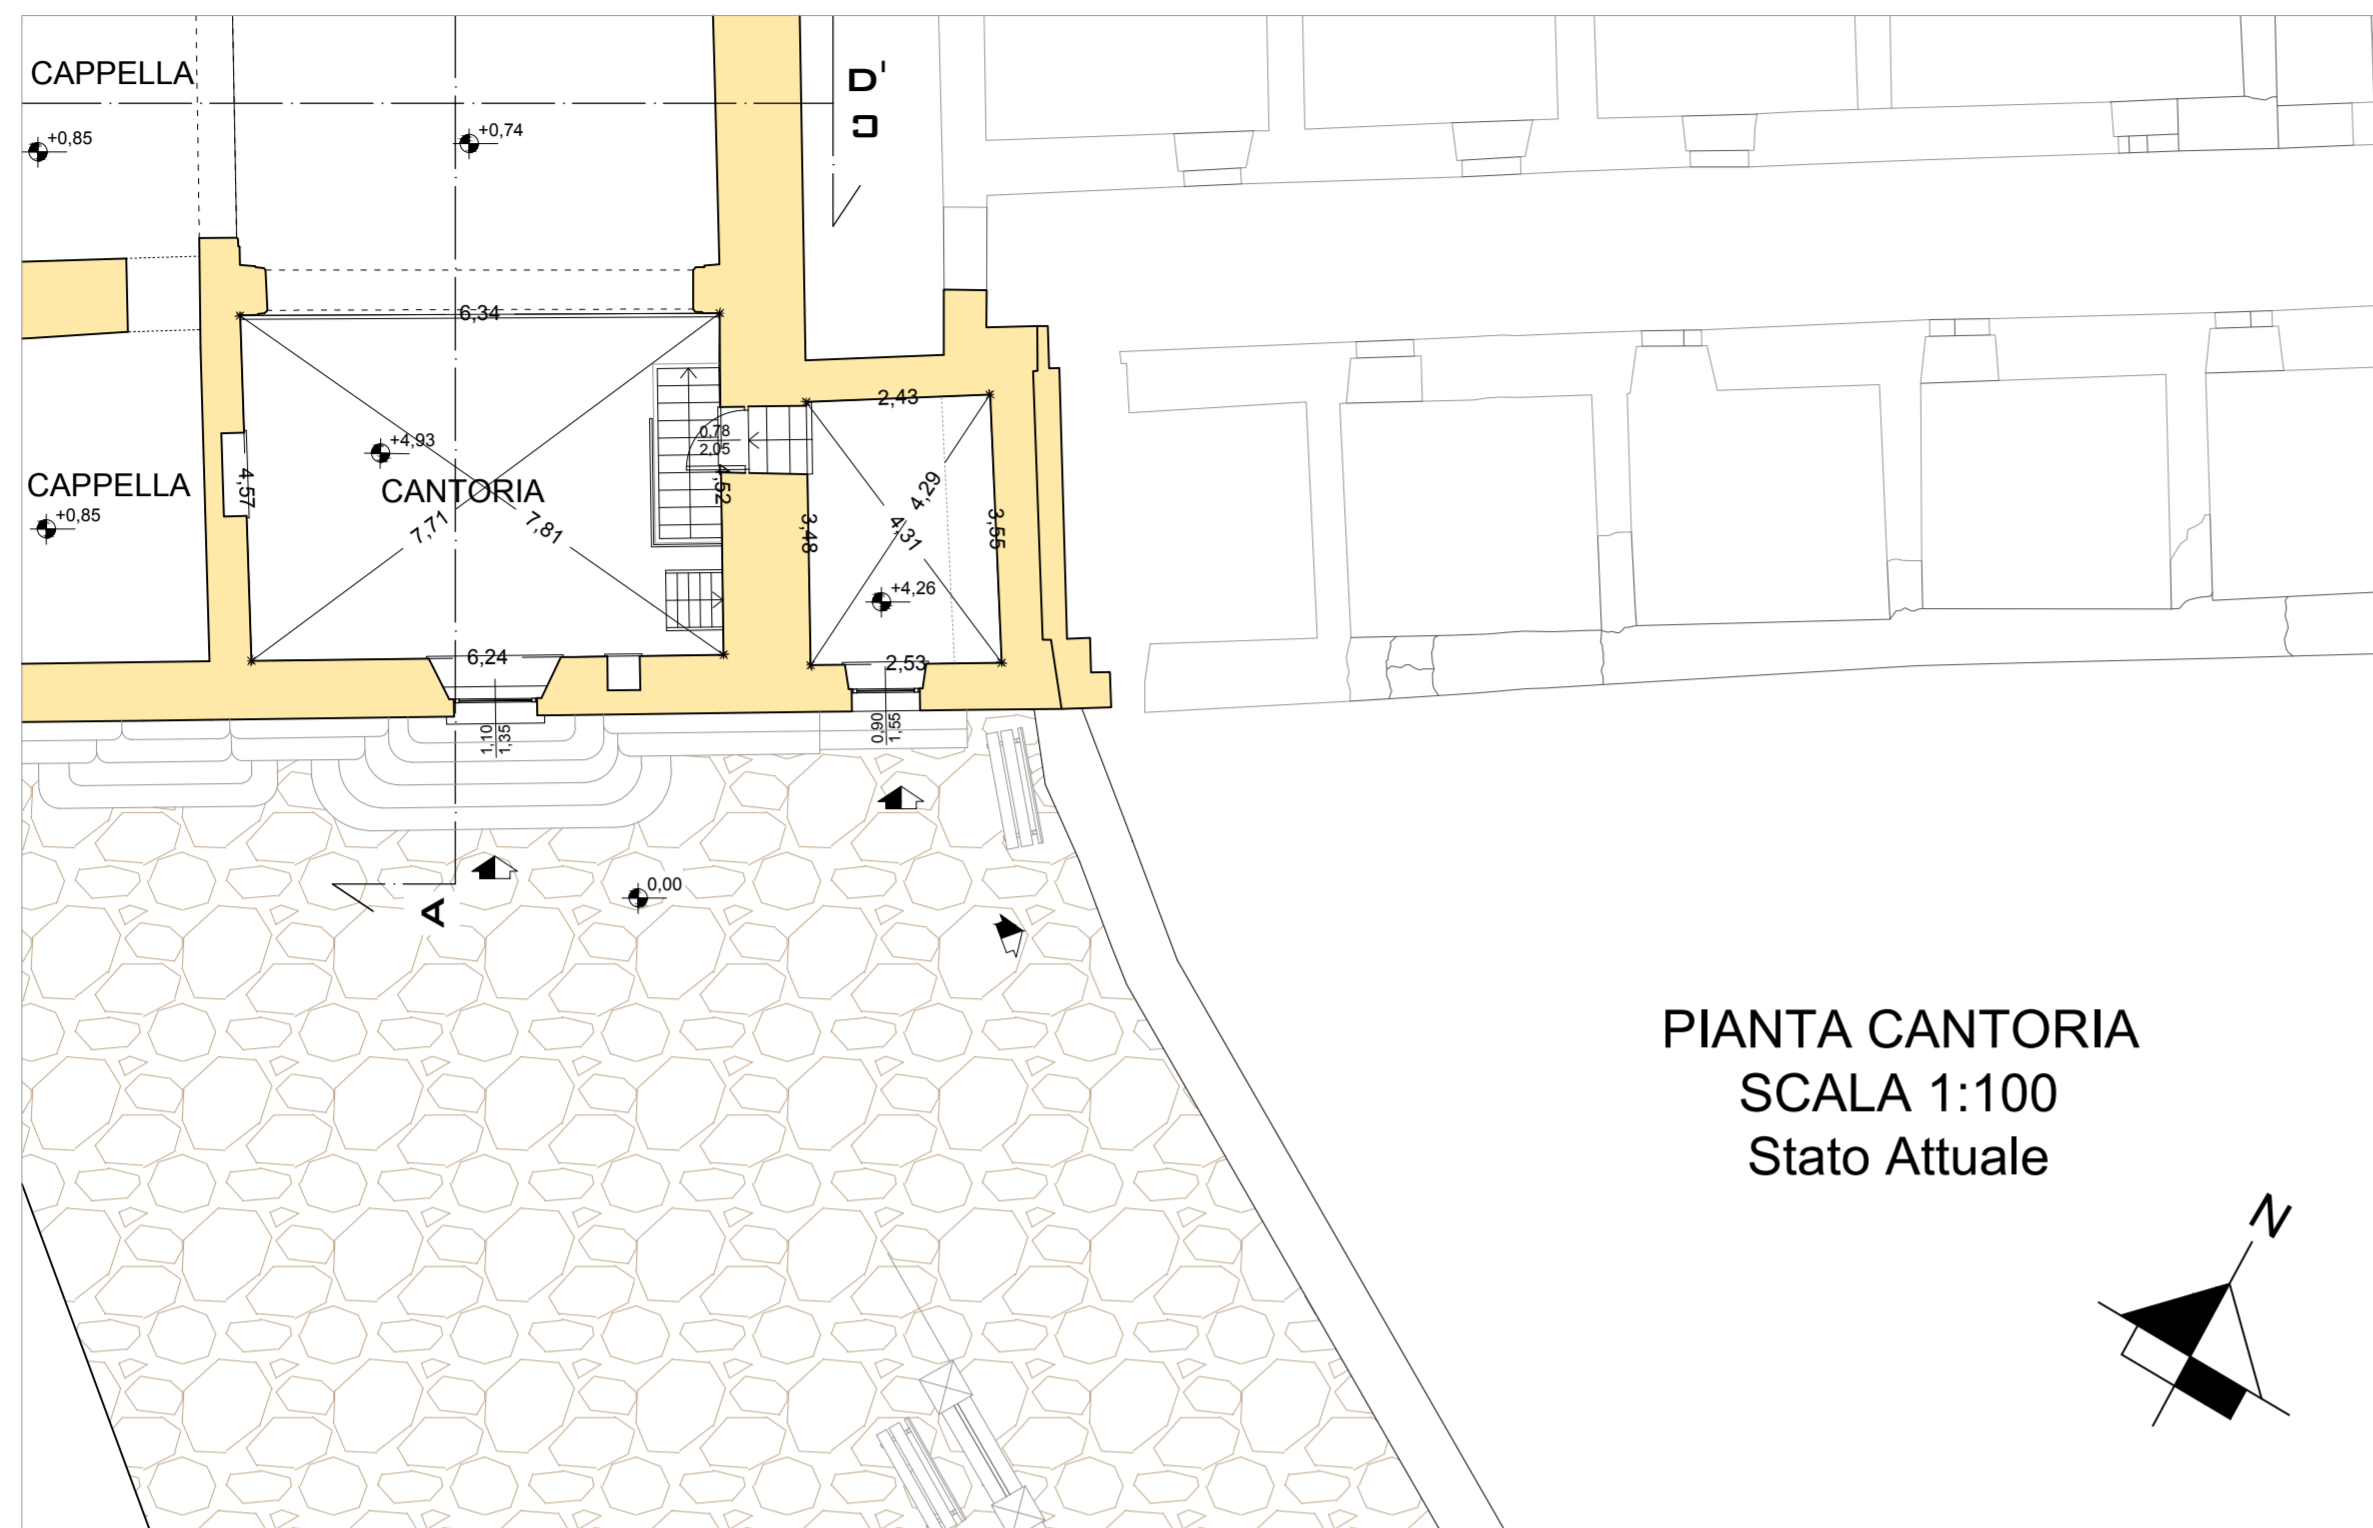 CAPPELLA
D'
C
+0,85
+0,74
6,34
2,43
0,78
2,05
+4,93
CAPPELLA
+0,85
CANTORIA
4,57
4,52
7,71
7,81
3,48
4,29
4,31
3,55
+4,26
6,24
2,53
1,10
1,35
0,90
1,55
0,00
A
PIANTA CANTORIA
SCALA 1:100
Stato Attuale
N